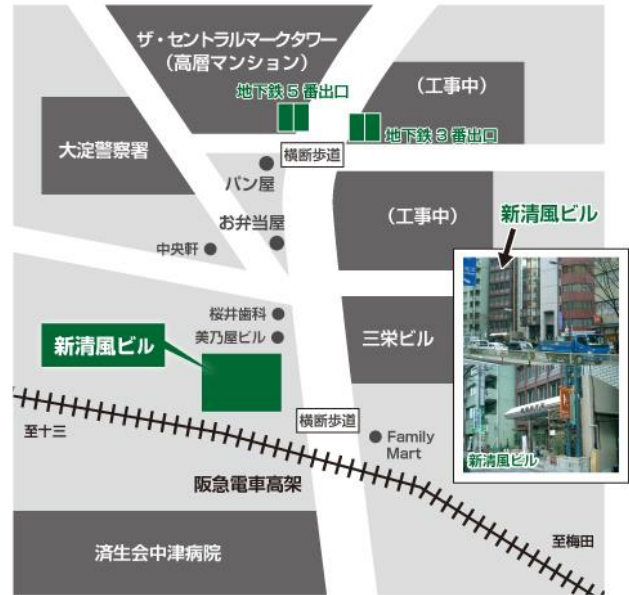 ザ・セントラルマークタワー
（高層マンション）
地下鉄5番出口
（工事中）
地下鉄3番出口
大淀警察署
横断歩道
パン屋
（工事中）
新清風ビル
お弁当屋
中央軒
桜井歯科
美乃屋ビル
三栄ビル
新清風ビル
横断歩道
Family
Mart
至十三
阪急電車高架
新清風ビル
至梅田
済生会中津病院